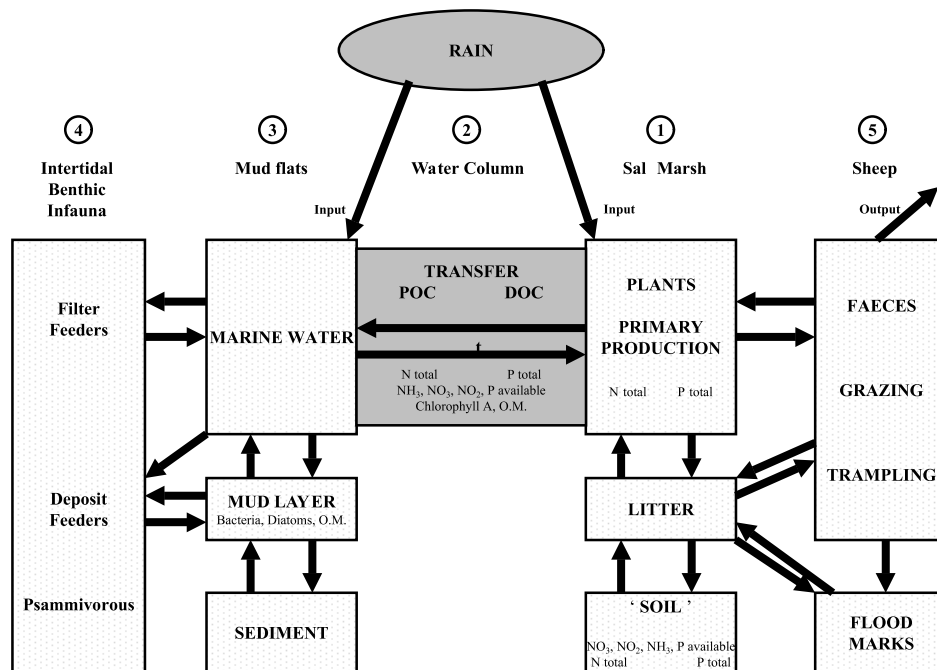 RAIN
4
3
2
1
5
Intertidal
Benthic
Infauna
Mud flats
Water Column
Sal Marsh
Sheep
Input
Input
Output
Filter
Feeders
Deposit
Feeders
Psammivorous
MARINE WATER
MUD LAYER
Bacteria, Diatoms, O.M.
SEDIMENT
TRANSFER
POC DOC
t
N total P total
NH₃, NO₃, NO₂, P available
Chlorophyll A, O.M.
PLANTS
PRIMARY
PRODUCTION
N total P total
LITTER
‘ SOIL ’
NO₃, NO₂, NH₃, P available
N total P total
FAECES
GRAZING
TRAMPLING
FLOOD
MARKS